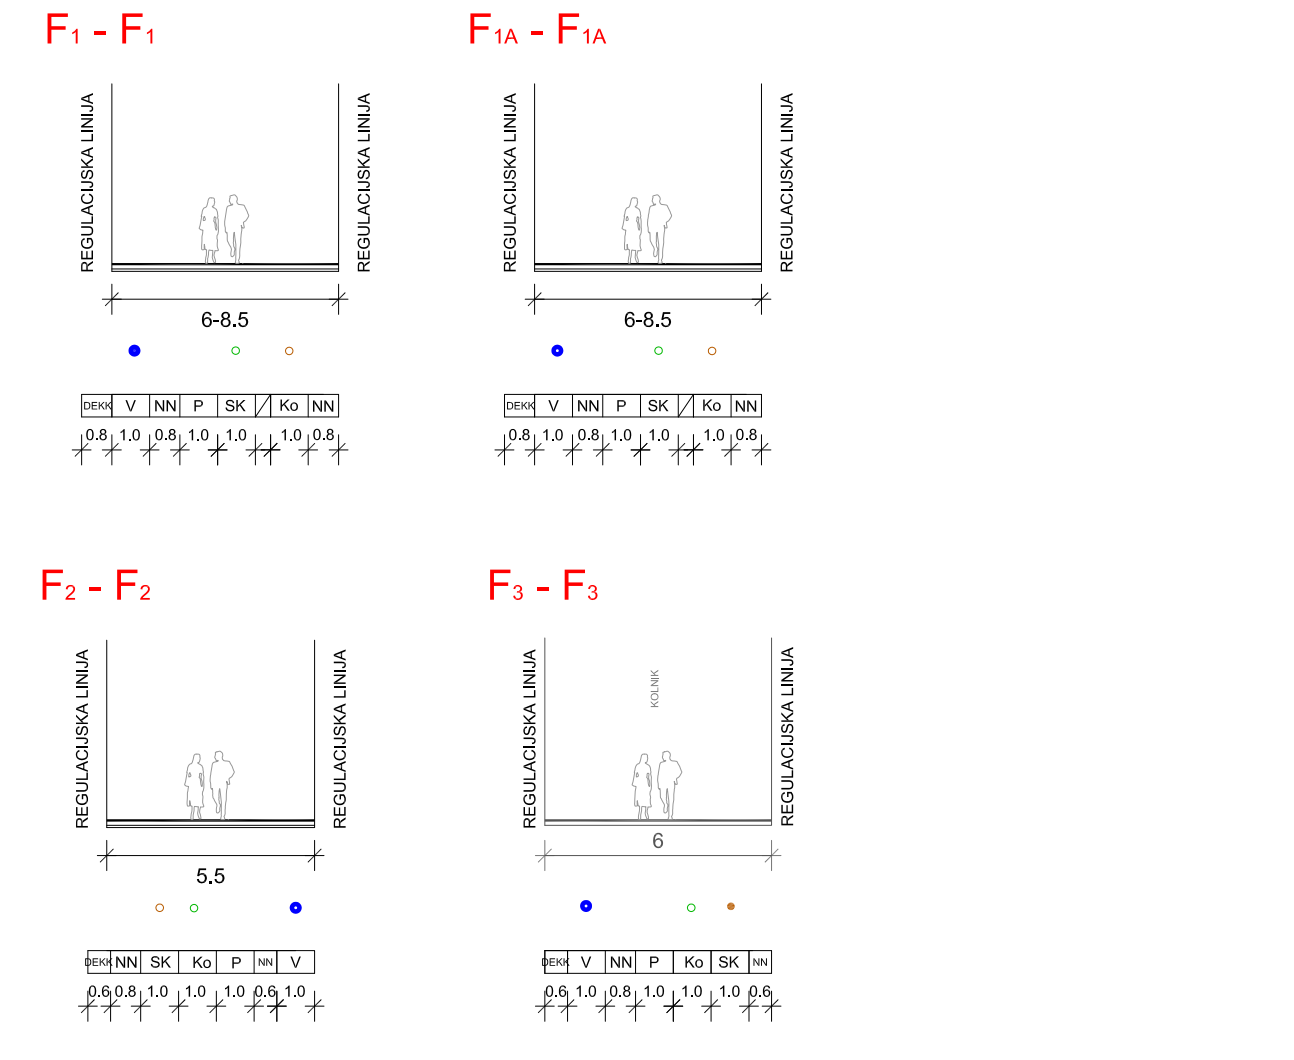 F1 - F1
REGULACIJSKA LINIJA
REGULACIJSKA LINIJA
6-8.5
DEKK V NN P SK Ko NN
0.8 1.0 0.8 1.0 1.0 1.0 0.8
F1A - F1A
REGULACIJSKA LINIJA
REGULACIJSKA LINIJA
6-8.5
DEKK V NN P SK Ko NN
0.8 1.0 0.8 1.0 1.0 1.0 0.8
F2 - F2
REGULACIJSKA LINIJA
REGULACIJSKA LINIJA
5.5
DEKK NN SK Ko P NN V
0.6 0.8 1.0 1.0 1.0 0.6 1.0
F3 - F3
REGULACIJSKA LINIJA
KOLNIK
REGULACIJSKA LINIJA
6
DEKK V NN P Ko SK NN
0.6 1.0 0.8 1.0 1.0 1.0 0.6